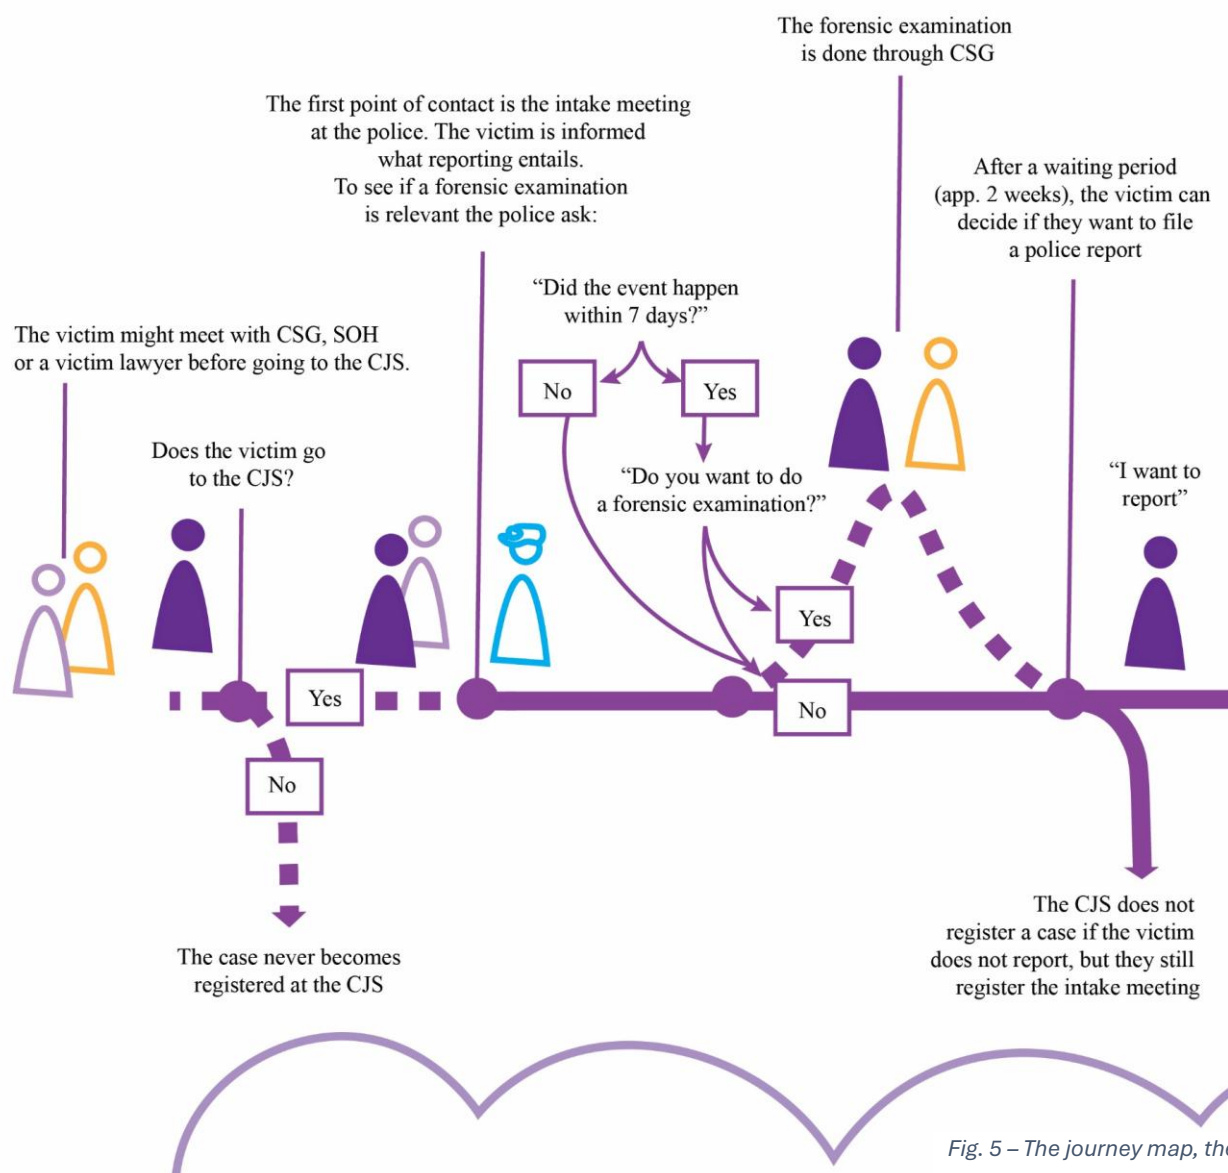 The forensic examination
is done through CSG
The first point of contact is the intake meeting
at the police. The victim is informed
what reporting entails.
To see if a forensic examination
is relevant the police ask:
After a waiting period
(app. 2 weeks), the victim can
decide if they want to file
a police report
“Did the event happen
within 7 days?”
The victim might meet with CSG, SOH
or a victim lawyer before going to the CJS.
No
Yes
Does the victim go
to the CJS?
“Do you want to do
a forensic examination?”
“I want to
report”
Yes
Yes
No
No
The CJS does not
register a case if the victim
does not report, but they still
register the intake meeting
The case never becomes
registered at the CJS
Fig. 5 – The journey map, the